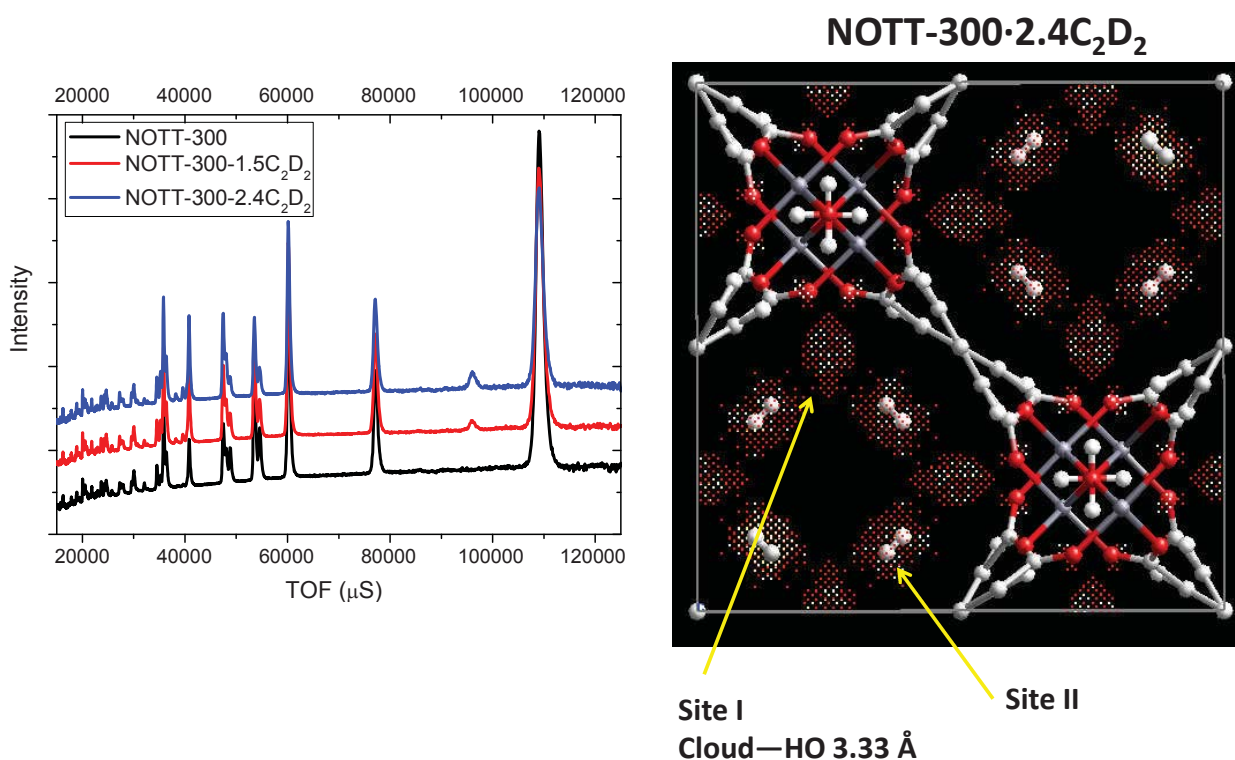 NOTT-300·2.4C₂D₂
20000 40000 60000 80000 100000 120000
NOTT-300
NOTT-300-1.5C₂D₂
NOTT-300-2.4C₂D₂
Intensity
20000 40000 60000 80000 100000 120000
TOF (μS)
Site I
Cloud—HO 3.33 Å
Site II